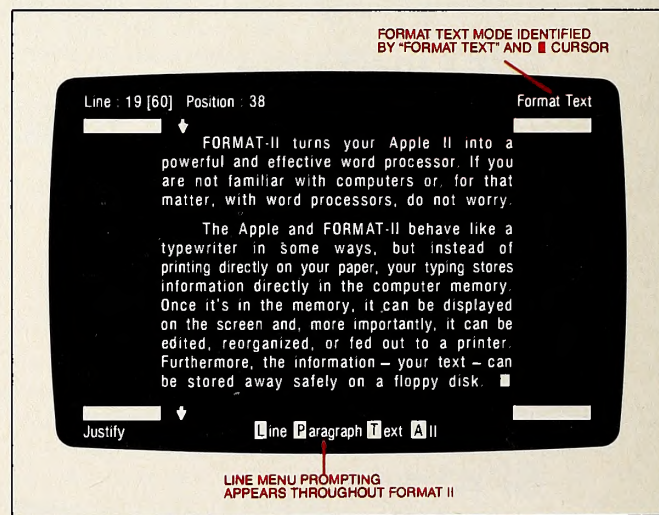 FORMAT TEXT MODE IDENTIFIED
BY "FORMAT TEXT" AND CURSOR
Line : 19 [60] Position : 38 Format Text
FORMAT-II turns your Apple II into a
powerful and effective word processor. If you
are not familiar with computers or, for that
matter, with word processors, do not worry.
The Apple and FORMAT-II behave like a
typewriter in some ways, but instead of
printing directly on your paper, your typing stores
information directly in the computer memory.
Once it's in the memory, it can be displayed
on the screen and, more importantly, it can be
edited, reorganized, or fed out to a printer.
Furthermore, the information – your text – can
be stored away safely on a floppy disk.
Justify Line Paragraph Text All
LINE MENU PROMPTING
APPEARS THROUGHOUT FORMAT II